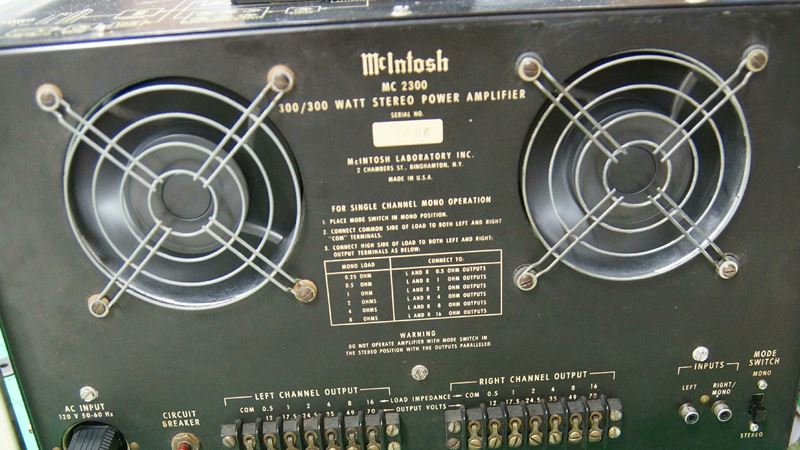 McIntosh
MC 2300
300/300 WATT STEREO POWER AMPLIFIER
SERIAL NO.
McINTOSH LABORATORY INC.
2 CHAMBERS ST., BINGHAMTON, N.Y.
MADE IN U.S.A.
FOR SINGLE CHANNEL MONO OPERATION
1. PLACE MODE SWITCH IN MONO POSITION.
2. CONNECT COMMON SIDE OF LOAD TO BOTH LEFT AND RIGHT
"COM" TERMINALS.
3. CONNECT HIGH SIDE OF LOAD TO BOTH LEFT AND RIGHT:
OUTPUT TERMINALS AS BELOW:
MONO LOAD CONNECT TO:
0.25 OHM L AND R 0.5 OHM OUTPUTS
0.5 OHM L AND R 1 OHM OUTPUTS
1 OHM L AND R 2 OHM OUTPUTS
2 OHMS L AND R 4 OHM OUTPUTS
4 OHMS L AND R 8 OHM OUTPUTS
8 OHMS L AND R 16 OHM OUTPUTS
WARNING
DO NOT OPERATE AMPLIFIER WITH MODE SWITCH IN
THE STEREO POSITION WITH THE OUTPUTS PARALLELED.
AC INPUT
120 V 50-60 Hz
CIRCUIT
BREAKER
LEFT CHANNEL OUTPUT
COM 0.5 1 2 4 8 16
12 17.5 24.5 35 49 70
LOAD IMPEDANCE
OUTPUT VOLTS
RIGHT CHANNEL OUTPUT
COM 0.5 1 2 4 8 16
12 17.5 24.5 35 49 70
INPUTS
LEFT RIGHT/
MONO
MODE
SWITCH
MONO
STEREO